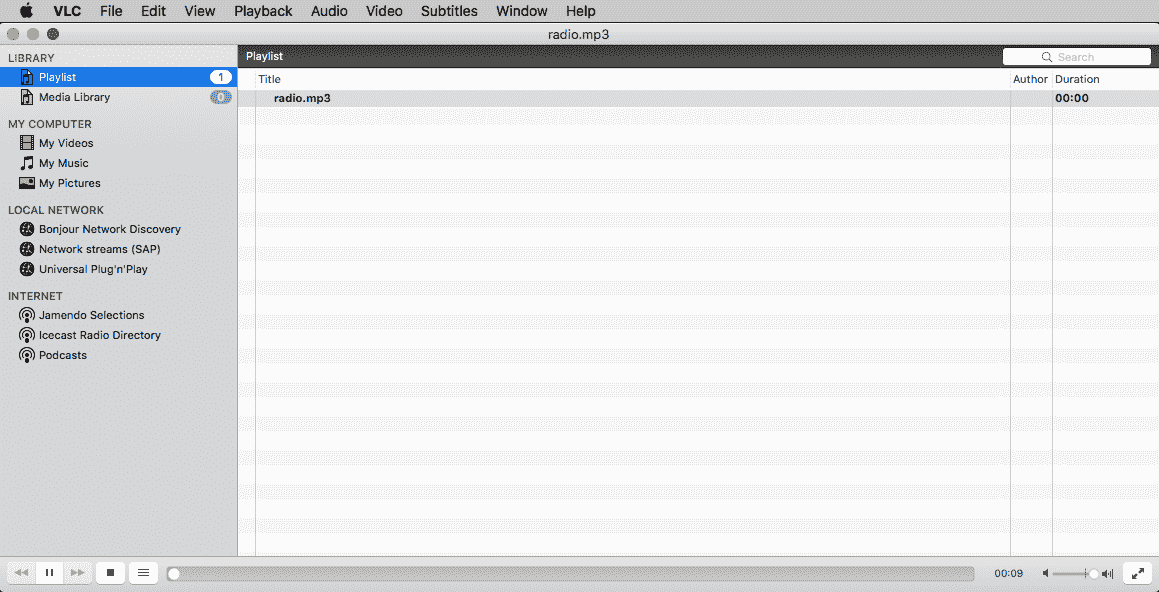 VLC File Edit View Playback Audio Video Subtitles Window Help
radio.mp3
LIBRARY
Playlist 1
Media Library 0
MY COMPUTER
My Videos
My Music
My Pictures
LOCAL NETWORK
Bonjour Network Discovery
Network streams (SAP)
Universal Plug'n'Play
INTERNET
Jamendo Selections
Icecast Radio Directory
Podcasts
Playlist Search
Title Author Duration
radio.mp3 00:00
00:09